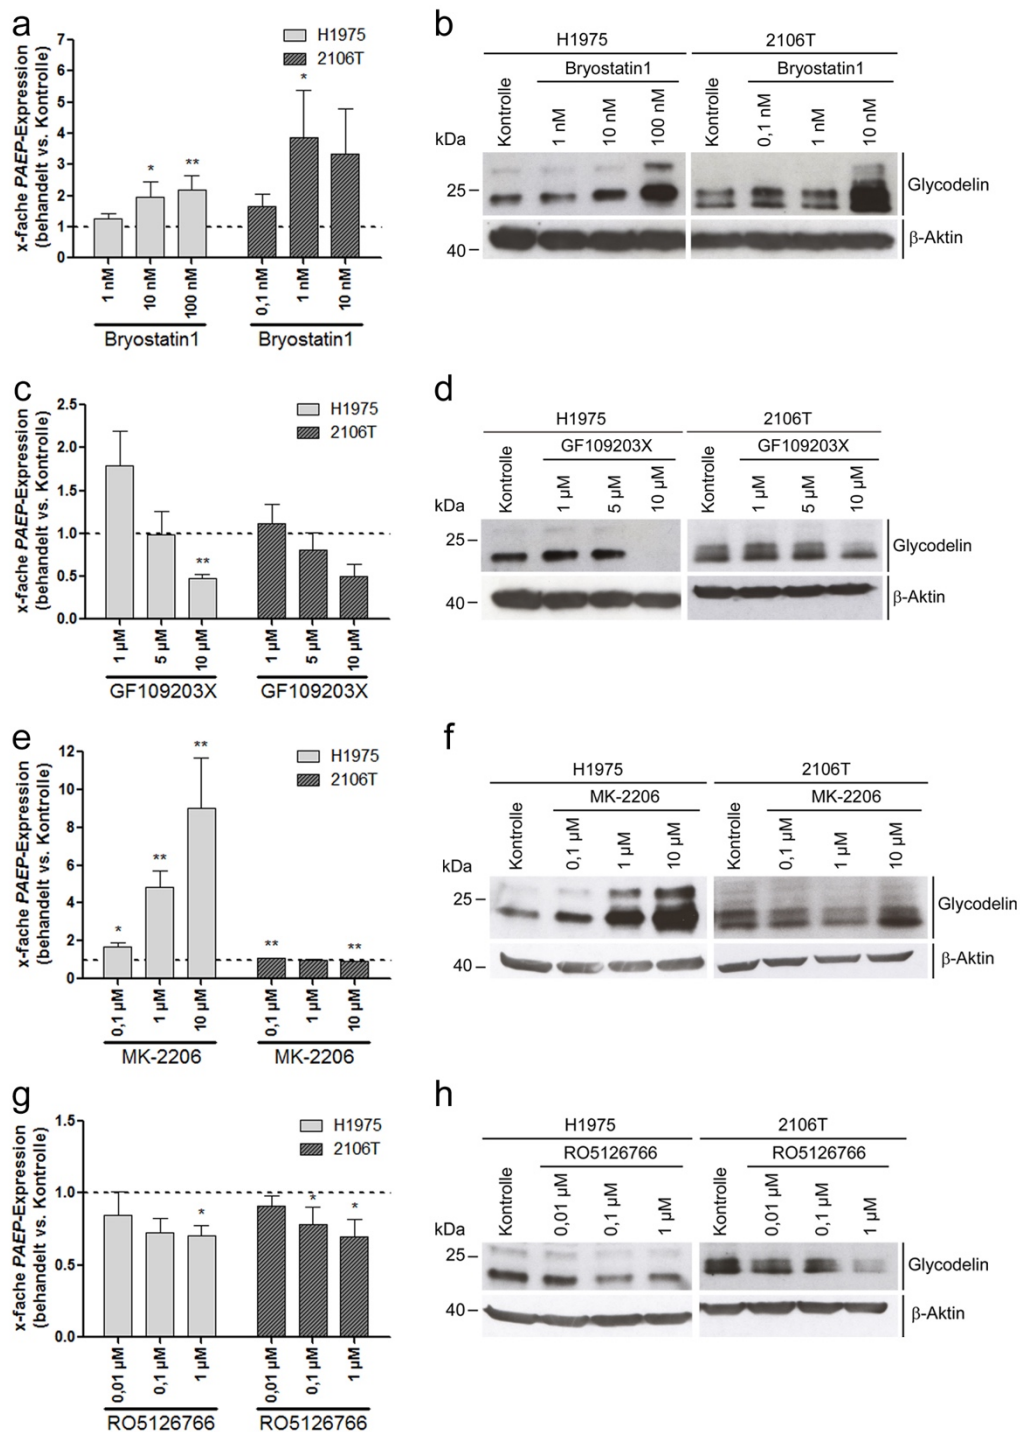 a
x-fache PAEP-Expression
(behandelt vs. Kontrolle)
7
6
5
4
3
2
1
0
H1975
2106T
* ** *
1 nM 10 nM 100 nM 0,1 nM 1 nM 10 nM
Bryostatin1 Bryostatin1
b
H1975 2106T
Bryostatin1 Bryostatin1
Kontrolle 1 nM 10 nM 100 nM Kontrolle 0,1 nM 1 nM 10 nM
kDa
25
Glycodelin
40
β-Aktin
c
x-fache PAEP-Expression
(behandelt vs. Kontrolle)
2.5
2.0
1.5
1.0
0.5
0.0
H1975
2106T
**
1 µM 5 µM 10 µM 1 µM 5 µM 10 µM
GF109203X GF109203X
d
H1975 2106T
GF109203X GF109203X
Kontrolle 1 µM 5 µM 10 µM Kontrolle 1 µM 5 µM 10 µM
kDa
25
Glycodelin
40
β-Aktin
e
x-fache PAEP-Expression
(behandelt vs. Kontrolle)
12
10
8
6
4
2
0
H1975
2106T
* ** ** ** **
0,1 µM 1 µM 10 µM 0,1 µM 1 µM 10 µM
MK-2206 MK-2206
f
H1975 2106T
MK-2206 MK-2206
Kontrolle 0,1 µM 1 µM 10 µM Kontrolle 0,1 µM 1 µM 10 µM
kDa
25
Glycodelin
40
β-Aktin
g
x-fache PAEP-Expression
(behandelt vs. Kontrolle)
1.5
1.0
0.5
0.0
H1975
2106T
* * *
0,01 µM 0,1 µM 1 µM 0,01 µM 0,1 µM 1 µM
RO5126766 RO5126766
h
H1975 2106T
RO5126766 RO5126766
Kontrolle 0,01 µM 0,1 µM 1 µM Kontrolle 0,01 µM 0,1 µM 1 µM
kDa
25
Glycodelin
40
β-Aktin